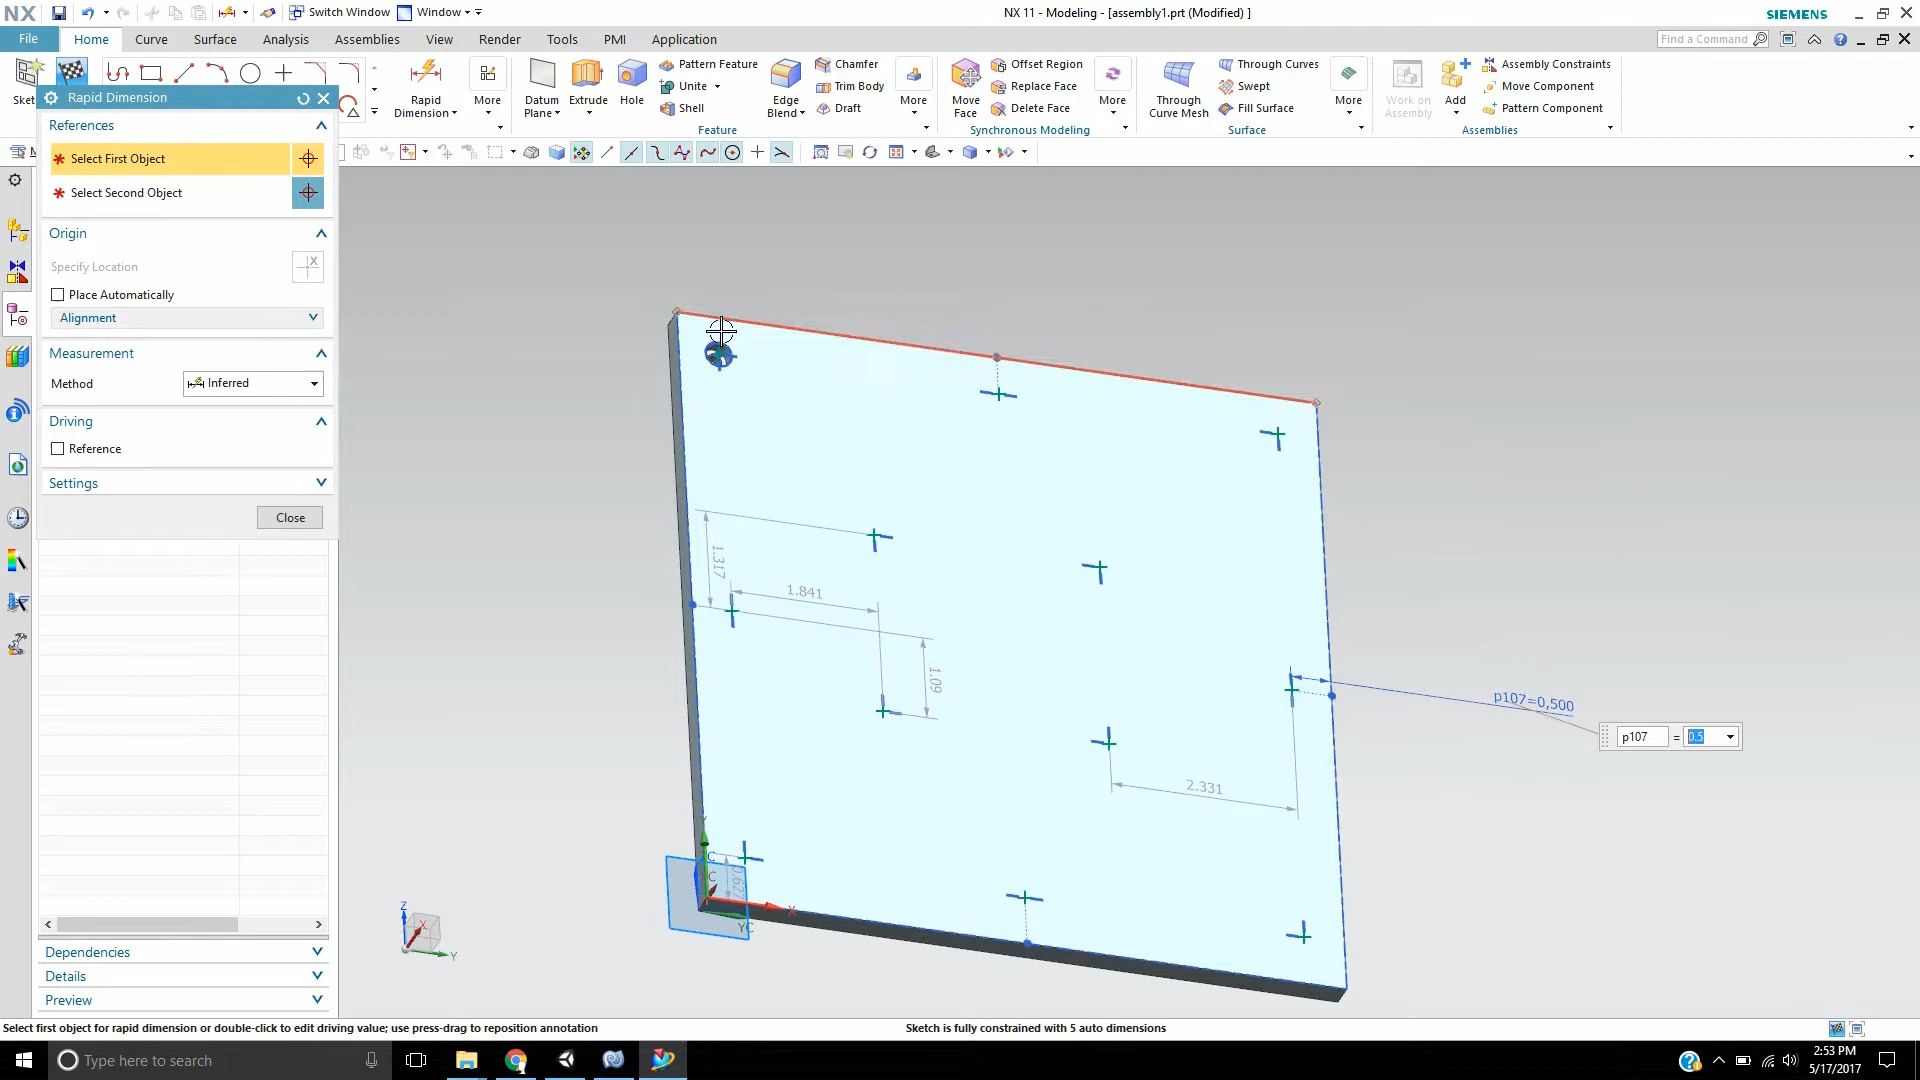 NX Switch Window Window NX 11 - Modeling - [assembly1.prt (Modified) ] SIEMENS
File Home Curve Surface Analysis Assemblies View Render Tools PMI Application Find a Command
Pattern Feature Chamfer Offset Region Through Curves Assembly Constraints
Unite Trim Body Replace Face Swept Move Component
Shell Draft Delete Face Fill Surface Pattern Component
Rapid Dimension More Datum Plane Extrude Hole Edge Blend More Move Face More Through Curve Mesh More Work on Assembly Add
Feature Synchronous Modeling Surface Assemblies
Rapid Dimension
References
* Select First Object
* Select Second Object
Origin
Specify Location
Place Automatically
Alignment
Measurement
Method Inferred
Driving
Reference
Settings
Close
Dependencies
Details
Preview
1.317
1.841
1.09
p107=0,500
p107 = 0.5
2.331
0.627
X
YC
Z
X
Y
Select first object for rapid dimension or double-click to edit driving value; use press-drag to reposition annotation Sketch is fully constrained with 5 auto dimensions
Type here to search
2:53 PM
5/17/2017